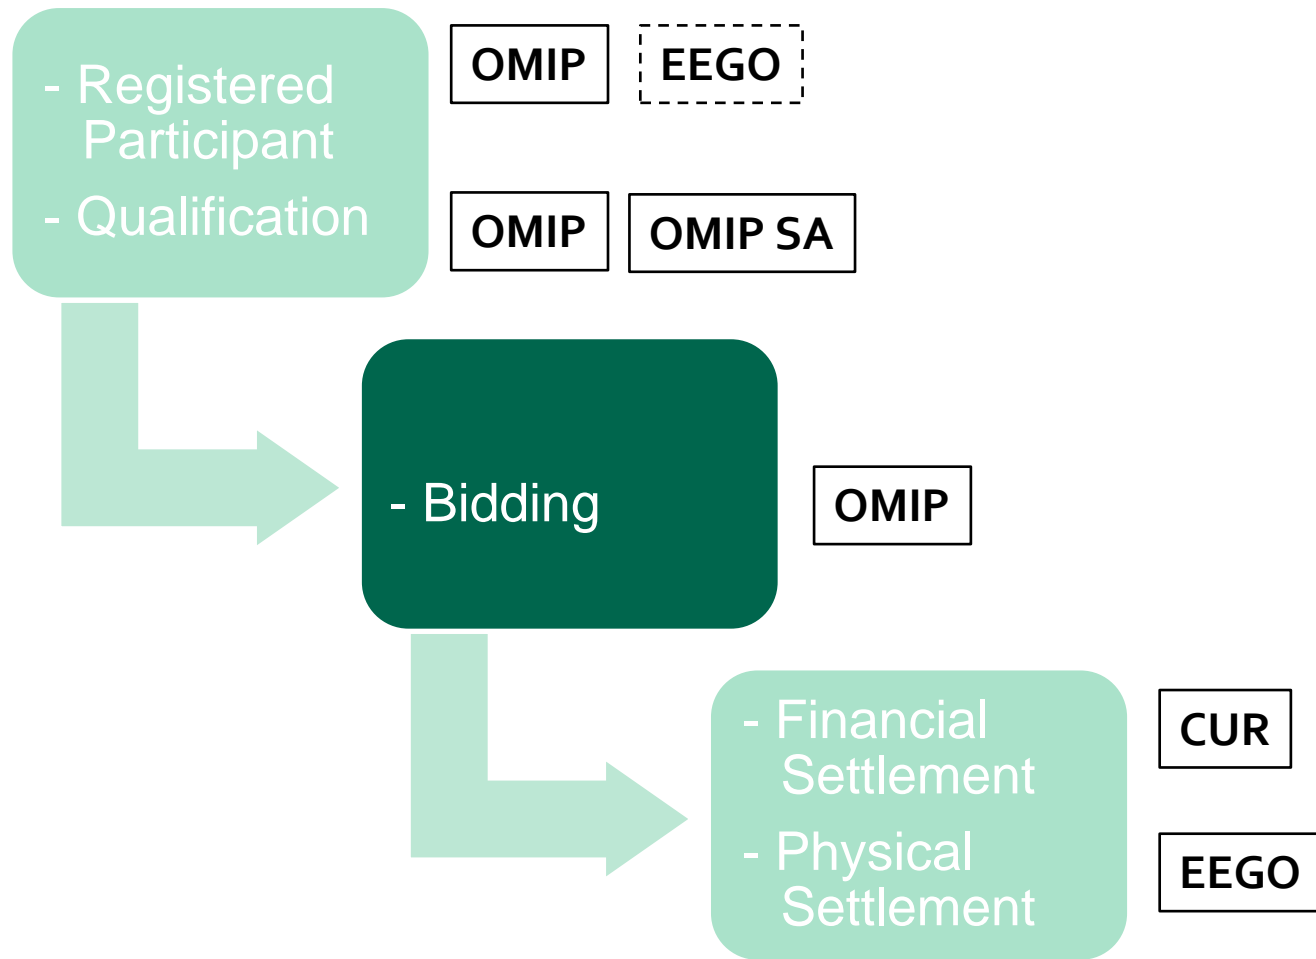 - Registered
Participant
OMIP
EEGO
- Qualification
OMIP
OMIP SA
- Bidding
OMIP
- Financial
Settlement
CUR
- Physical
Settlement
EEGO